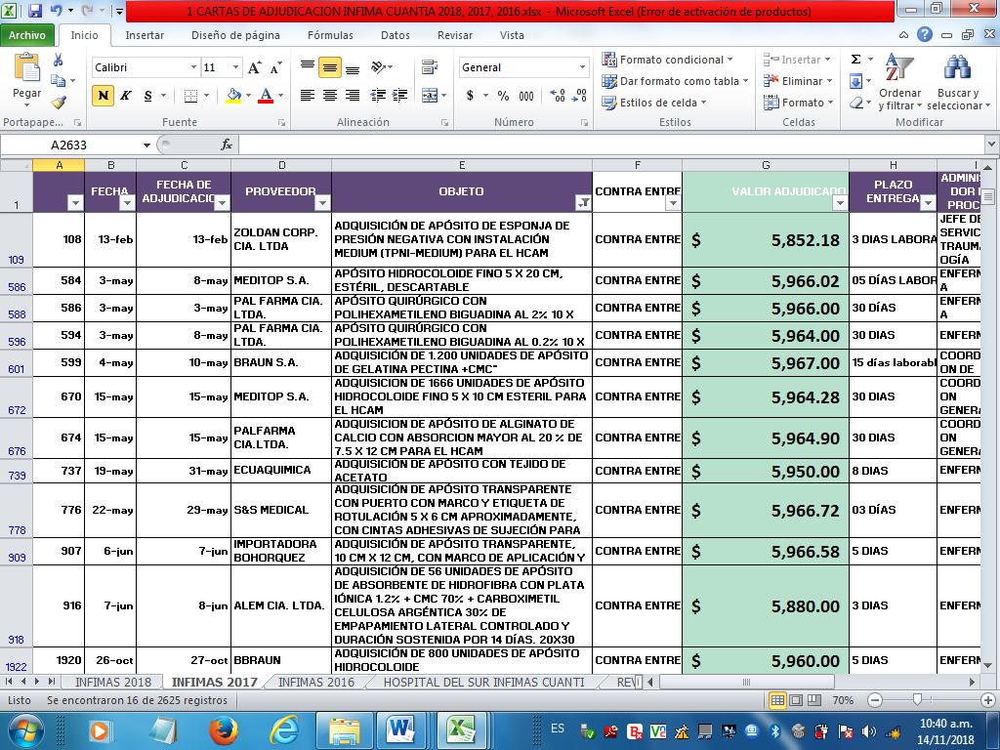 1 CARTAS DE ADJUDICACION INFIMA CUANTIA 2018, 2017, 2016.xlsx - Microsoft Excel (Error de activación de productos)
Archivo Inicio Insertar Diseño de página Fórmulas Datos Revisar Vista
Pegar
Calibri 11
N K S
General
$ % 000
Formato condicional
Dar formato como tabla
Estilos de celda
Insertar
Eliminar
Formato
Σ
Ordenar y filtrar
Buscar y seleccionar
Portapape... Fuente Alineación Número Estilos Celdas Modificar
A2633 fx
A B C D E F G H I
1 FECHA FECHA DE ADJUDICACIO PROVEEDOR OBJETO CONTRA ENTRE VALOR ADJUDICADO PLAZO ENTREGA ADMINIS
DOR
PROC
109 108 13-feb 13-feb ZOLDAN CORP. CIA. LTDA ADQUISICIÓN DE APÓSITO DE ESPONJA DE PRESIÓN NEGATIVA CON INSTALACIÓN MEDIUM (TPNI-MEDIUM) PARA EL HCAM CONTRA ENTRE $ 5,852.18 3 DIAS LABORA JEFE DE SERVIC TRAUMA OGÍA
586 584 3-may 8-may MEDITOP S.A. APÓSITO HIDROCOLOIDE FINO 5 X 20 CM, ESTÉRIL, DESCARTABLE CONTRA ENTRE $ 5,966.02 05 DÍAS LABOR ENFERM A
588 586 3-may 3-may PAL FARMA CIA. LTDA. APÓSITO QUIRÚRGICO CON POLIHEXAMETILENO BIGUADINA AL 2% 10 X CONTRA ENTRE $ 5,966.00 30 DÍAS ENFERM A
596 594 3-may 8-may PAL FARMA CIA. LTDA. APÓSITO QUIRÚRGICO CON POLIHEXAMETILENO BIGUADINA AL 0.2% 10 X CONTRA ENTRE $ 5,964.00 30 DIAS ENFERM
601 599 4-may 10-may BRAUN S.A. ADQUISICIÓN DE 1.200 UNIDADES DE APÓSITO DE GELATINA PECTINA +CMC" CONTRA ENTRE $ 5,967.00 15 días laborabl COORD ON DE
672 670 15-may 15-may MEDITOP S.A. ADQUISICION DE 1666 UNIDADES DE APÓSITO HIDROCOLOIDE FINO 5 X 10 CM ESTERIL PARA EL HCAM CONTRA ENTRE $ 5,964.28 30 DIAS COORD ON GENERA
676 674 15-may 15-may PALFARMA CIA.LTDA. ADQUISICION DE APÓSITO DE ALGINATO DE CALCIO CON ABSORCION MAYOR AL 20 % DE 7.5 X 12 CM PARA EL HCAM CONTRA ENTRE $ 5,964.90 30 DIAS COORD ON GENERA
739 737 19-may 31-may ECUAQUIMICA ADQUISICIÓN DE APÓSITO CON TEJIDO DE ACETATO CONTRA ENTRE $ 5,950.00 8 DIAS ENFERM
778 776 22-may 29-may S&S MEDICAL ADQUISICIÓN DE APÓSITO TRANSPARENTE CON PUERTO CON MARCO Y ETIQUETA DE ROTULACIÓN 5 X 6 CM APROXIMADAMENTE, CON CINTAS ADHESIVAS DE SUJECIÓN PARA CONTRA ENTRE $ 5,966.72 03 DÍAS ENFERM
909 907 6-jun 7-jun IMPORTADORA BOHORQUEZ ADQUISICIÓN DE APÓSITO TRANSPARENTE, 10 CM X 12 CM, CON MARCO DE APLICACIÓN Y CONTRA ENTRE $ 5,966.58 5 DIAS ENFERM
918 916 7-jun 8-jun ALEM CIA. LTDA. ADQUISICIÓN DE 56 UNIDADES DE APÓSITO DE ABSORBENTE DE HIDROFIBRA CON PLATA IÓNICA 1.2% + CMC 70% + CARBOXIMETIL CELULOSA ARGÉNTICA 30% DE EMPAPAMIENTO LATERAL CONTROLADO Y DURACIÓN SOSTENIDA POR 14 DÍAS. 20X30 CONTRA ENTRE $ 5,880.00 3 DIAS ENFERM
1922 1920 26-oct 27-oct BBRAUN ADQUISICIÓN DE 800 UNIDADES DE APÓSITO HIDROCOLOIDE CONTRA ENTRE $ 5,960.00 5 DIAS ENFERM
INFIMAS 2018 INFIMAS 2017 INFIMAS 2016 HOSPITAL DEL SUR INFIMAS CUANTI REVI
Listo Se encontraron 16 de 2625 registros 70%
ES
10:40 a.m.
14/11/2018